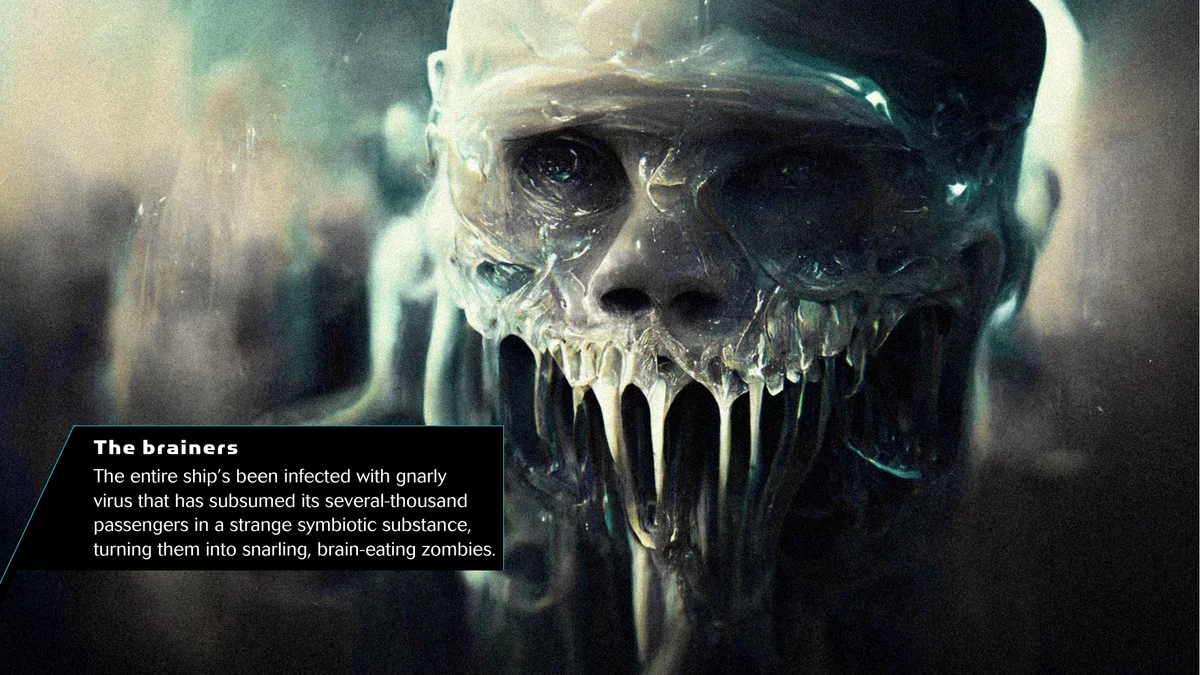 The brainers
The entire ship's been infected with gnarly
virus that has subsumed its several-thousand
passengers in a strange symbiotic substance,
turning them into snarling, brain-eating zombies.